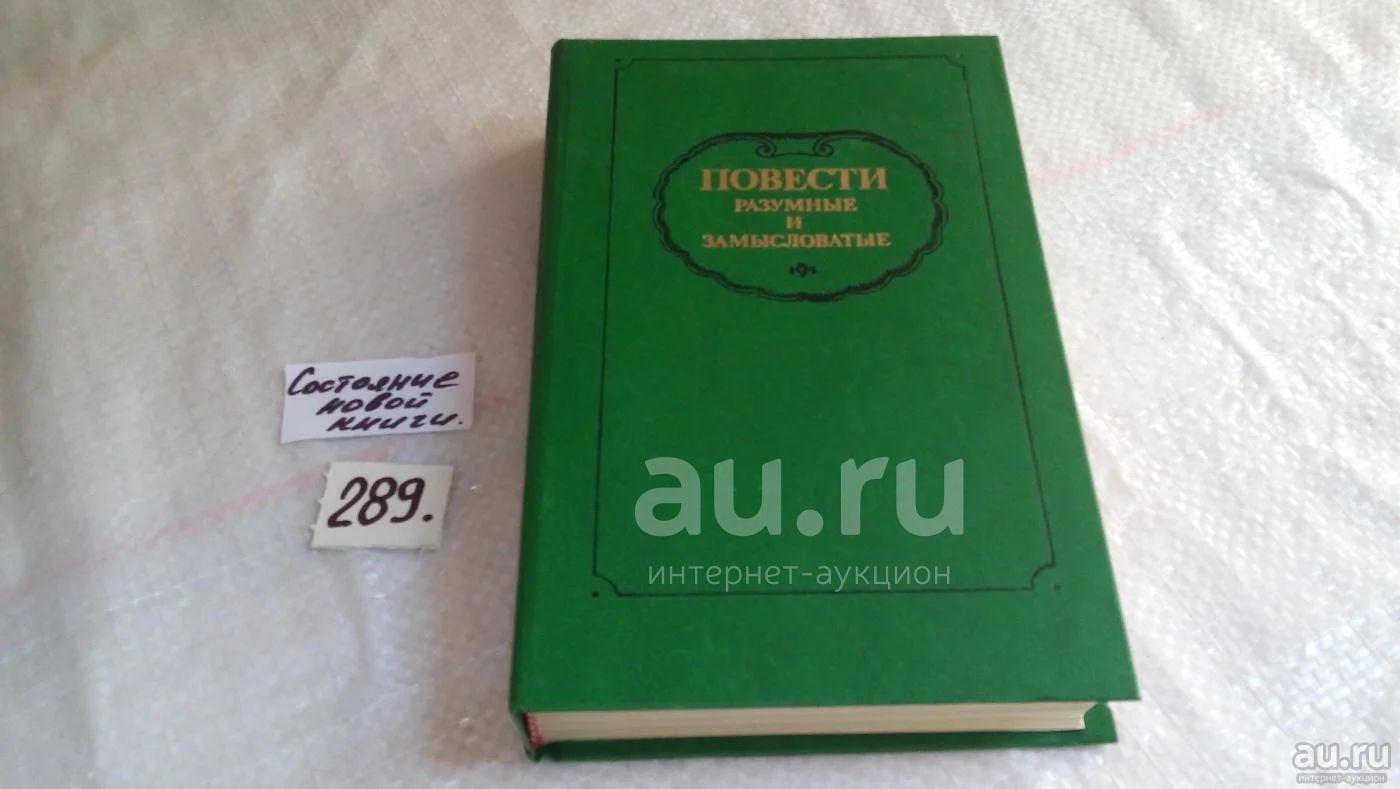 ПОВЕСТИ
РАЗУМНЫЕ
И
ЗАМЫСЛОВАТЫЕ
Состояние
новой
книги.
289.
au.ru
интернет-аукцион
au.ru
интернет-аукцион